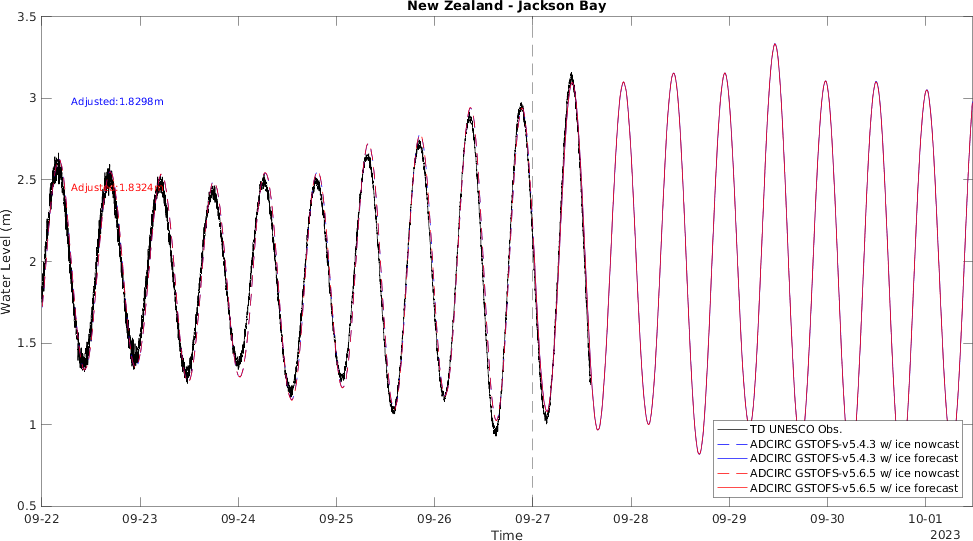 New Zealand - Jackson Bay
3.5
3
2.5
2
1.5
1
0.5
Water Level (m)
Adjusted:1.8298m
Adjusted:1.8324m
TD UNESCO Obs.
ADCIRC GSTOFS-v5.4.3 w/ ice nowcast
ADCIRC GSTOFS-v5.4.3 w/ ice forecast
ADCIRC GSTOFS-v5.6.5 w/ ice nowcast
ADCIRC GSTOFS-v5.6.5 w/ ice forecast
09-22 09-23 09-24 09-25 09-26 09-27 09-28 09-29 09-30 10-01
Time
2023